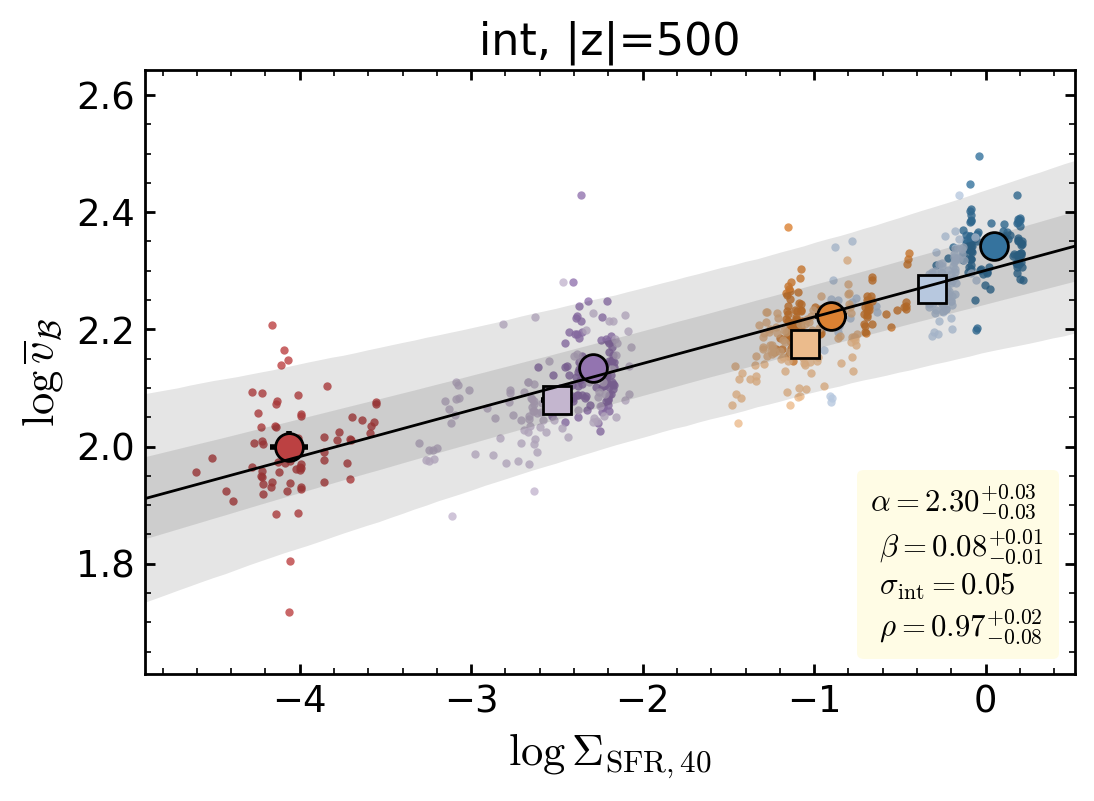 int, |z|=500
2.6
2.4
2.2
2.0
1.8
log v̅_ℬ
α = 2.30^{+0.03}_{−0.03}
β = 0.08^{+0.01}_{−0.01}
σ_int = 0.05
ρ = 0.97^{+0.02}_{−0.08}
−4 −3 −2 −1 0
log Σ_{SFR, 40}